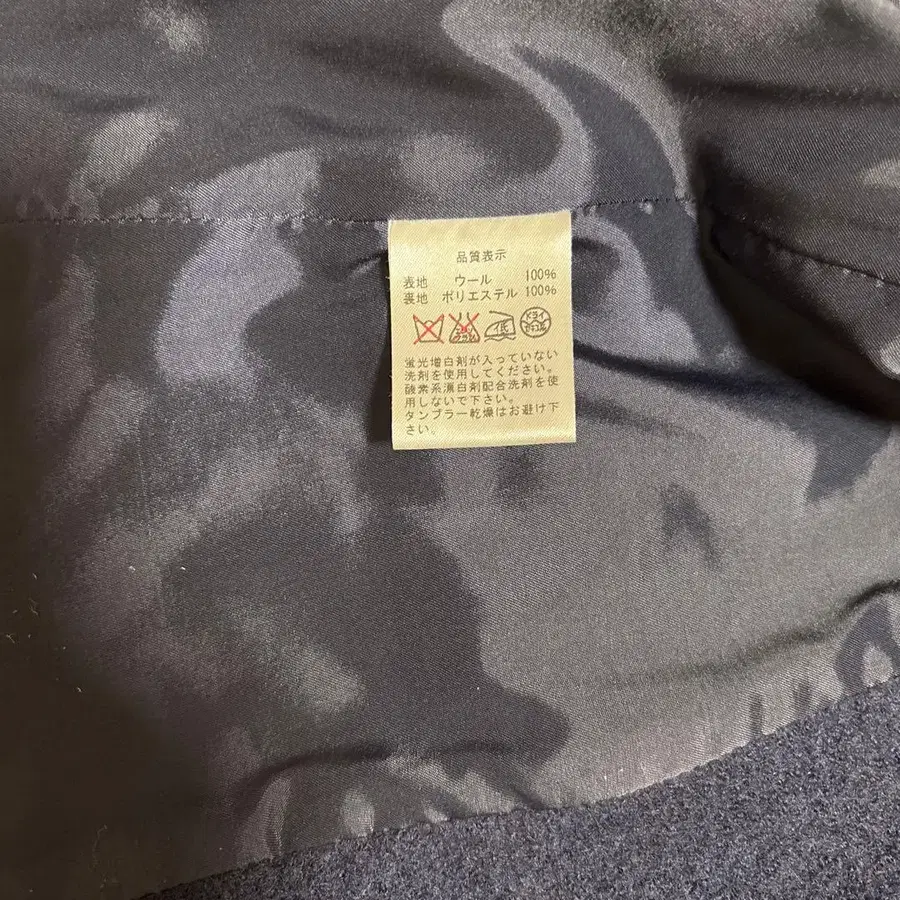 品質表示
表地 ウール 100%
裏地 ポリエステル 100%
低 ドライ
蛍光増白剤が入っていない
洗剤を使用してください。
酸素系漂白剤配合洗剤を使
用しないで下さい。
タンブラー乾燥はお避け下
さい。